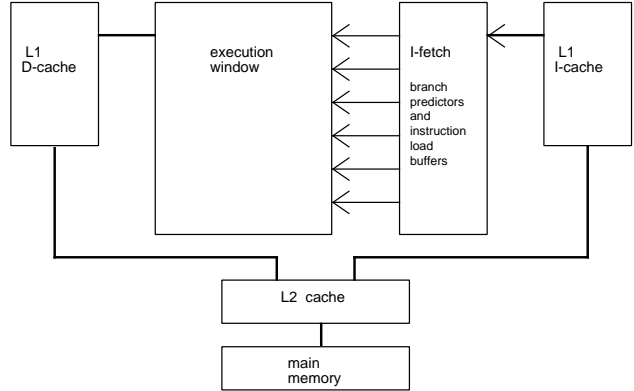 L1
D-cache
execution
window
I-fetch
branch
predictors
and
instruction
load
buffers
L1
I-cache
L2 cache
main
memory